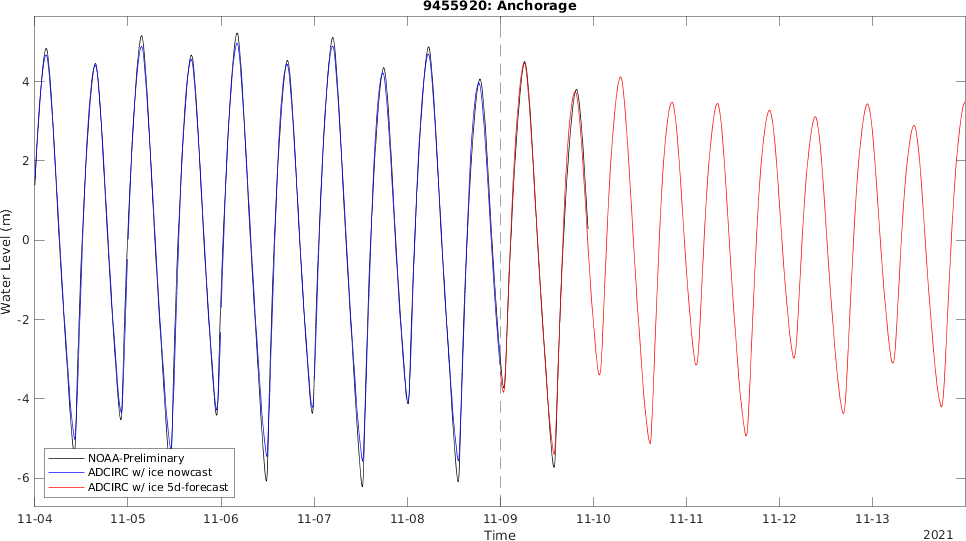 9455920: Anchorage
Water Level (m)
4
2
0
-2
-4
-6
NOAA-Preliminary
ADCIRC w/ ice nowcast
ADCIRC w/ ice 5d-forecast
11-04 11-05 11-06 11-07 11-08 11-09 11-10 11-11 11-12 11-13
Time
2021